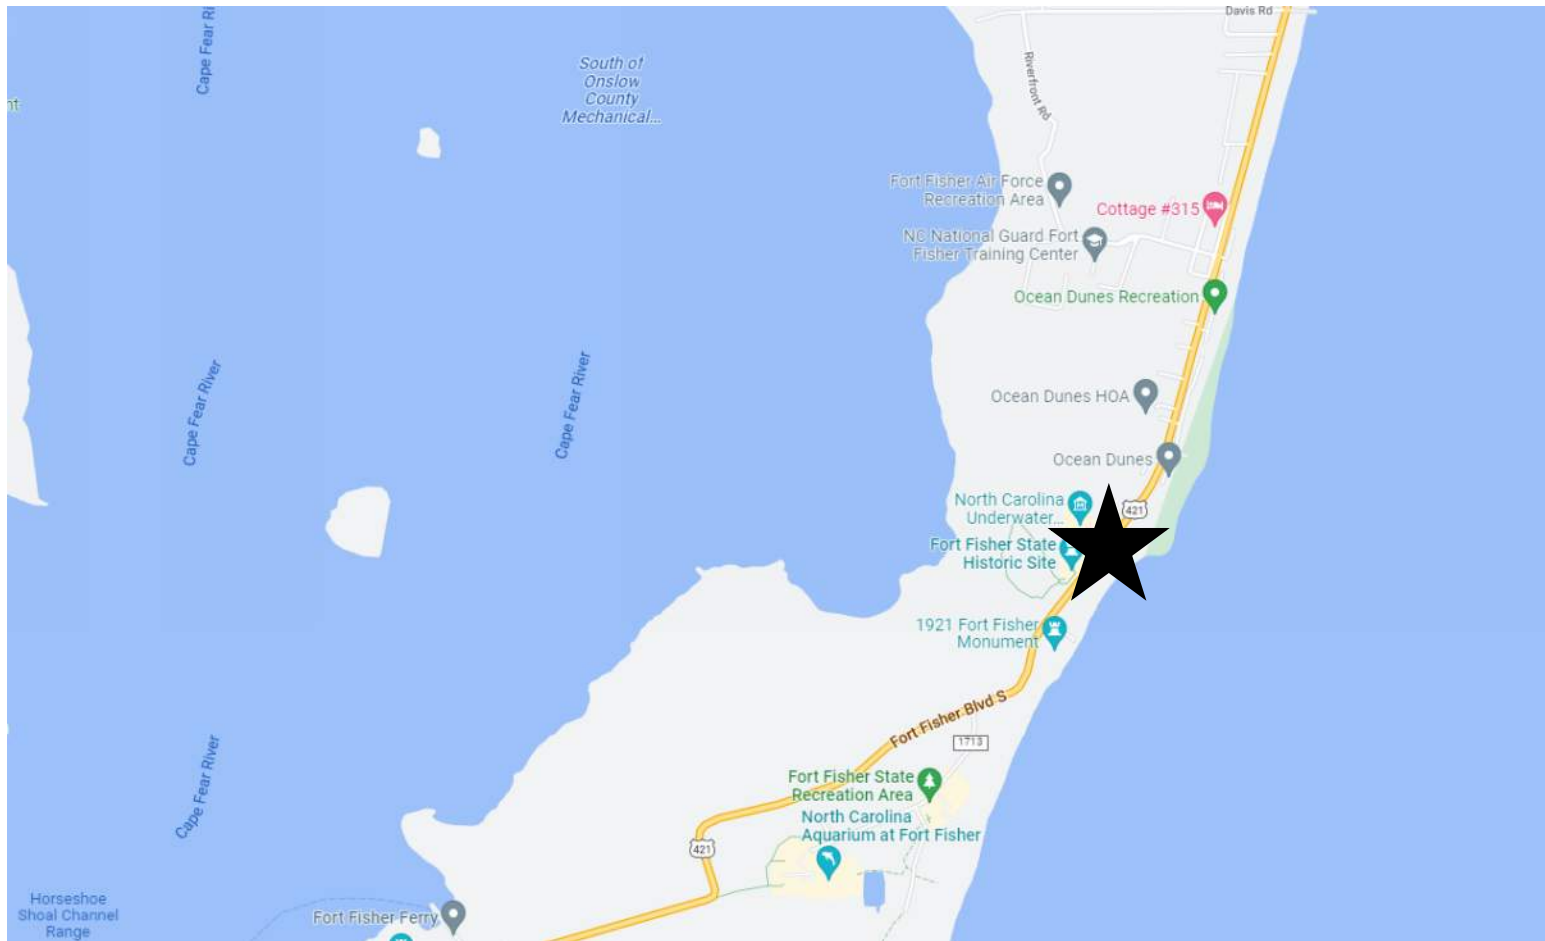 Davis Rd
Cape Fear Ri
South of
Onslow
County
Mechanical...
Riverfront Rd
nt
Fort Fisher Air Force
Recreation Area
Cottage #315
NC National Guard Fort
Fisher Training Center
Ocean Dunes Recreation
Cape Fear River
Cape Fear River
Ocean Dunes HOA
Ocean Dunes
North Carolina
Underwater...
421
Fort Fisher State
Historic Site
1921 Fort Fisher
Monument
Fort Fisher Blvd S
1713
Cape Fear River
Fort Fisher State
Recreation Area
North Carolina
Aquarium at Fort Fisher
421
Horseshoe
Shoal Channel
Range
Fort Fisher Ferry